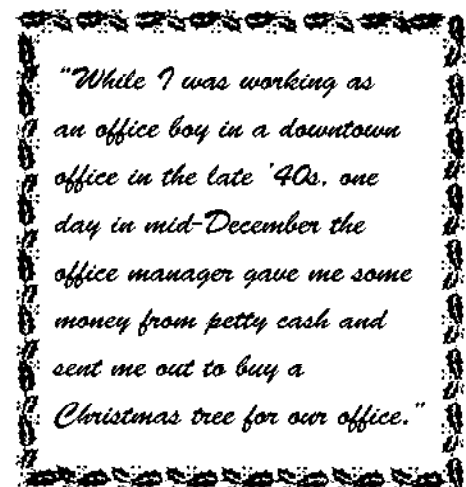 "While I was working as
an office boy in a downtown
office in the late '40s, one
day in mid-December the
office manager gave me some
money from petty cash and
sent me out to buy a
Christmas tree for our office."